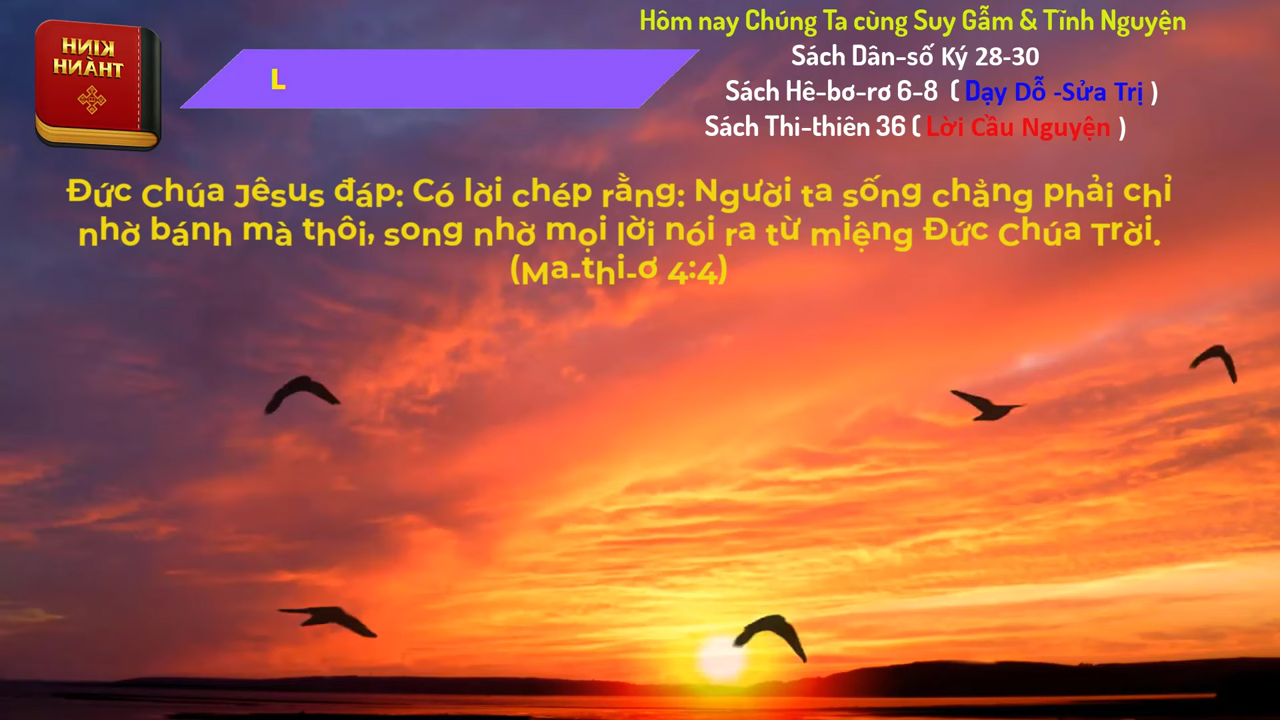 Hôm nay Chúng Ta cùng Suy Gẫm & Tĩnh Nguyện
Sách Dân-số Ký 28-30
Sách Hê-bơ-rơ 6-8 ( Dạy Dỗ -Sửa Trị )
Sách Thi-thiên 36 ( Lời Cầu Nguyện )
KINH
THÀNH
L
Đức Chúa Jêsus đáp: Có lời chép rằng: Người ta sống chẳng phải chỉ
nhờ bánh mà thôi, song nhờ mọi lời nói ra từ miệng Đức Chúa Trời.
(Ma-thi-ơ 4:4)